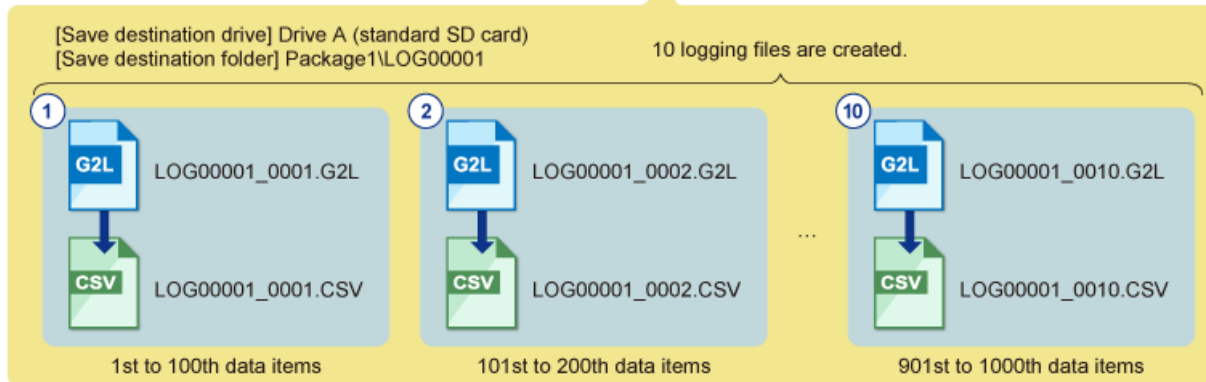 [Save destination drive] Drive A (standard SD card)
[Save destination folder] Package1\LOG00001
10 logging files are created.
1
G2L
LOG00001_0001.G2L
CSV
LOG00001_0001.CSV
1st to 100th data items
2
G2L
LOG00001_0002.G2L
CSV
LOG00001_0002.CSV
101st to 200th data items
...
10
G2L
LOG00001_0010.G2L
CSV
LOG00001_0010.CSV
901st to 1000th data items